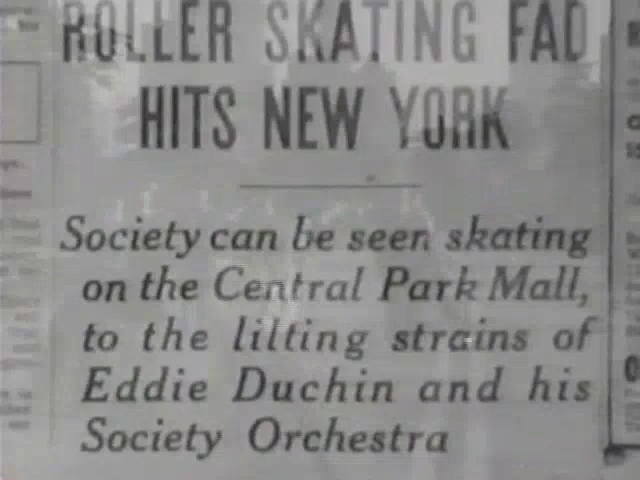 ROLLER SKATING FAD
HITS NEW YORK
Society can be seen skating
on the Central Park Mall,
to the lilting strains of
Eddie Duchin and his
Society Orchestra